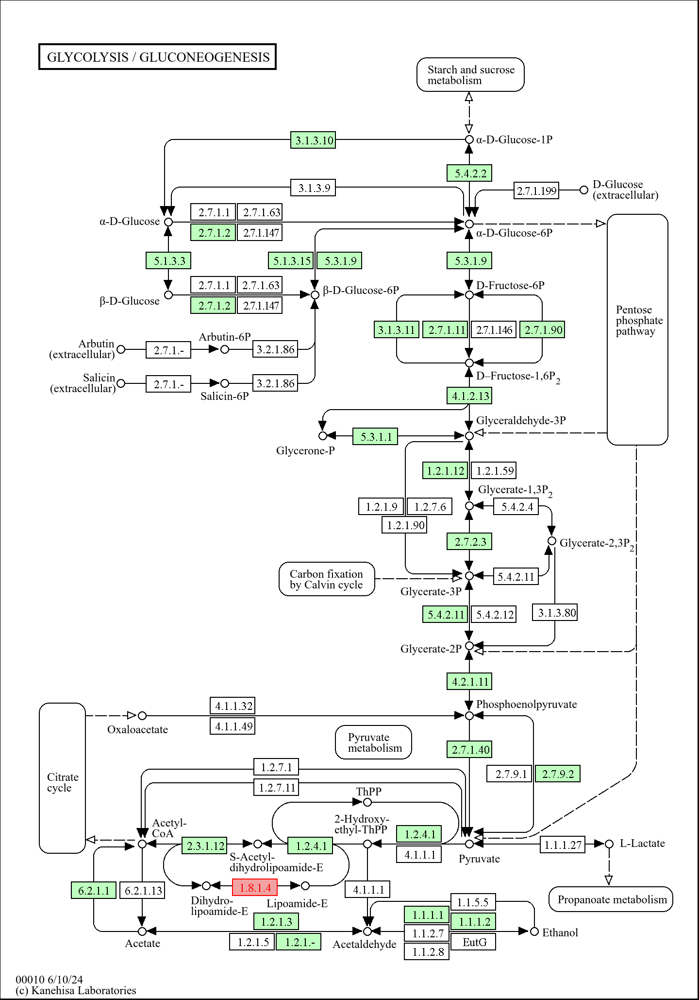 GLYCOLYSIS / GLUCONEOGENESIS
Starch and sucrose
metabolism
3.1.3.10
α-D-Glucose-1P
5.4.2.2
3.1.3.9
2.7.1.199
D-Glucose
(extracellular)
2.7.1.1
2.7.1.63
α-D-Glucose
2.7.1.2
2.7.1.147
α-D-Glucose-6P
5.1.3.3
5.1.3.15
5.3.1.9
5.3.1.9
2.7.1.1
2.7.1.63
β-D-Glucose
2.7.1.2
2.7.1.147
β-D-Glucose-6P
D-Fructose-6P
Pentose
phosphate
pathway
3.1.3.11
2.7.1.11
2.7.1.146
2.7.1.90
Arbutin
(extracellular)
2.7.1.-
Arbutin-6P
3.2.1.86
Salicin
(extracellular)
2.7.1.-
Salicin-6P
3.2.1.86
D–Fructose-1,6P2
4.1.2.13
Glyceraldehyde-3P
5.3.1.1
Glycerone-P
1.2.1.12
1.2.1.59
Glycerate-1,3P2
1.2.1.9
1.2.7.6
5.4.2.4
1.2.1.90
2.7.2.3
Glycerate-2,3P2
Carbon fixation
by Calvin cycle
5.4.2.11
Glycerate-3P
5.4.2.11
5.4.2.12
3.1.3.80
Glycerate-2P
4.2.1.11
4.1.1.32
Phosphoenolpyruvate
Oxaloacetate
4.1.1.49
Pyruvate
metabolism
2.7.1.40
Citrate
cycle
1.2.7.1
2.7.9.1
2.7.9.2
1.2.7.11
ThPP
Acetyl-
CoA
2-Hydroxy-
ethyl-ThPP
1.2.4.1
2.3.1.12
1.2.4.1
4.1.1.1
1.1.1.27
L-Lactate
S-Acetyl-
dihydrolipoamide-E
Pyruvate
6.2.1.1
6.2.1.13
1.8.1.4
4.1.1.1
Dihydro-
lipoamide-E
Lipoamide-E
1.1.5.5
Propanoate metabolism
1.2.1.3
1.1.1.1
1.1.1.2
Acetate
1.2.1.5
1.2.1.-
Acetaldehyde
1.1.2.7
EutG
Ethanol
1.1.2.8
00010 6/10/24
(c) Kanehisa Laboratories